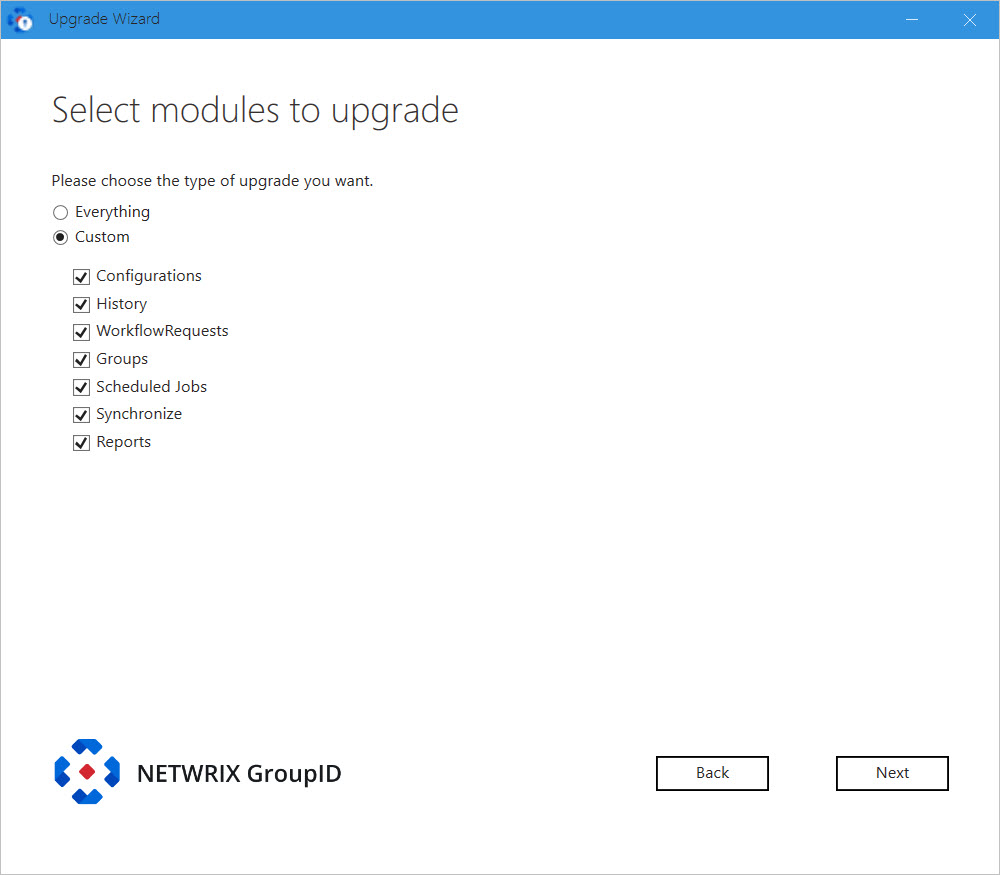 Upgrade Wizard
Select modules to upgrade
Please choose the type of upgrade you want.
Everything
Custom
Configurations
History
WorkflowRequests
Groups
Scheduled Jobs
Synchronize
Reports
NETWRIX GroupID
Back
Next